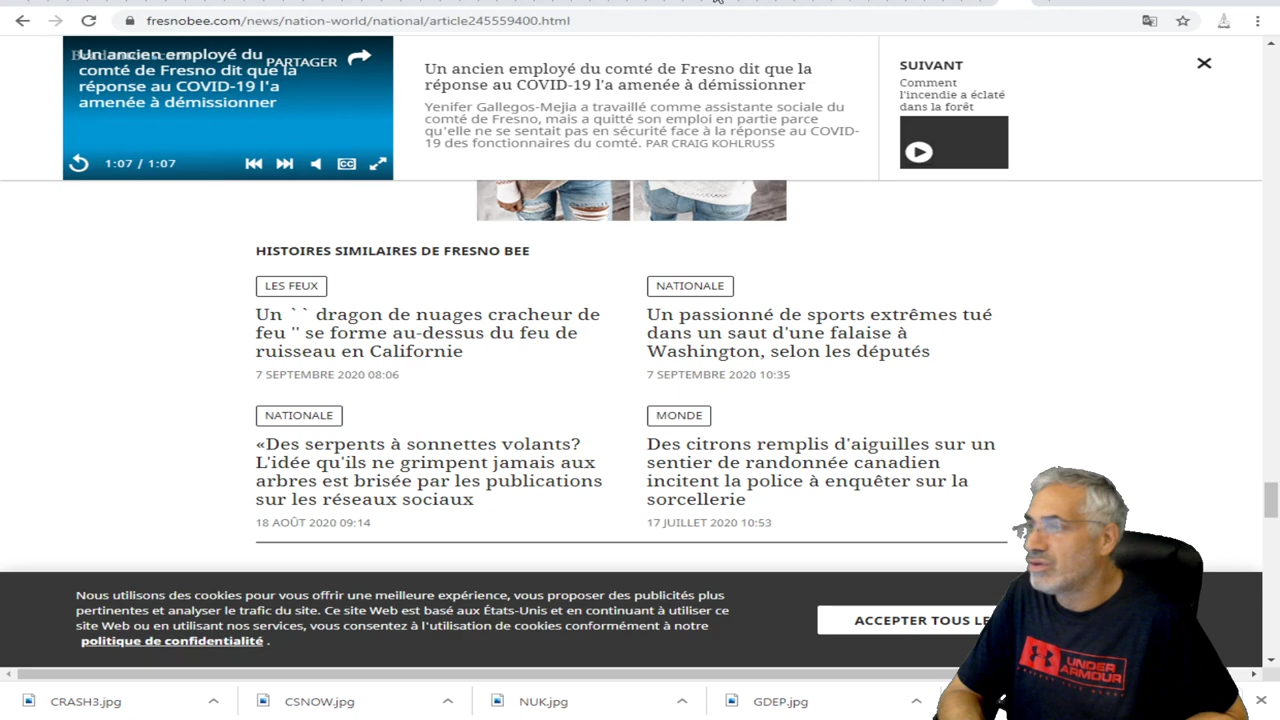 fresnobee.com/news/nation-world/national/article245559400.html
Un ancien employé du
comté de Fresno dit que la
réponse au COVID-19 l'a
amenée à démissionner
PARTAGER
1:07 / 1:07
CC
Un ancien employé du comté de Fresno dit que la
réponse au COVID-19 l'a amenée à démissionner
Yenifer Gallegos-Mejia a travaillé comme assistante sociale du
comté de Fresno, mais a quitté son emploi en partie parce
qu'elle ne se sentait pas en sécurité face à la réponse au COVID-
19 des fonctionnaires du comté. PAR CRAIG KOHLRUSS
SUIVANT
Comment
l'incendie a éclaté
dans la forêt
HISTOIRES SIMILAIRES DE FRESNO BEE
LES FEUX
Un `` dragon de nuages cracheur de
feu '' se forme au-dessus du feu de
ruisseau en Californie
7 SEPTEMBRE 2020 08:06
NATIONALE
Un passionné de sports extrêmes tué
dans un saut d'une falaise à
Washington, selon les députés
7 SEPTEMBRE 2020 10:35
NATIONALE
«Des serpents à sonnettes volants?
L'idée qu'ils ne grimpent jamais aux
arbres est brisée par les publications
sur les réseaux sociaux
18 AOÛT 2020 09:14
MONDE
Des citrons remplis d'aiguilles sur un
sentier de randonnée canadien
incitent la police à enquêter sur la
sorcellerie
17 JUILLET 2020 10:53
Nous utilisons des cookies pour vous offrir une meilleure expérience, vous proposer des publicités plus
pertinentes et analyser le trafic du site. Ce site Web est basé aux États-Unis et en continuant à utiliser ce
site Web ou en utilisant nos services, vous consentez à l'utilisation de cookies conformément à notre
politique de confidentialité .
ACCEPTER TOUS LE
UNDER
ARMOUR
CRASH3.jpg
CSNOW.jpg
NUK.jpg
GDEP.jpg